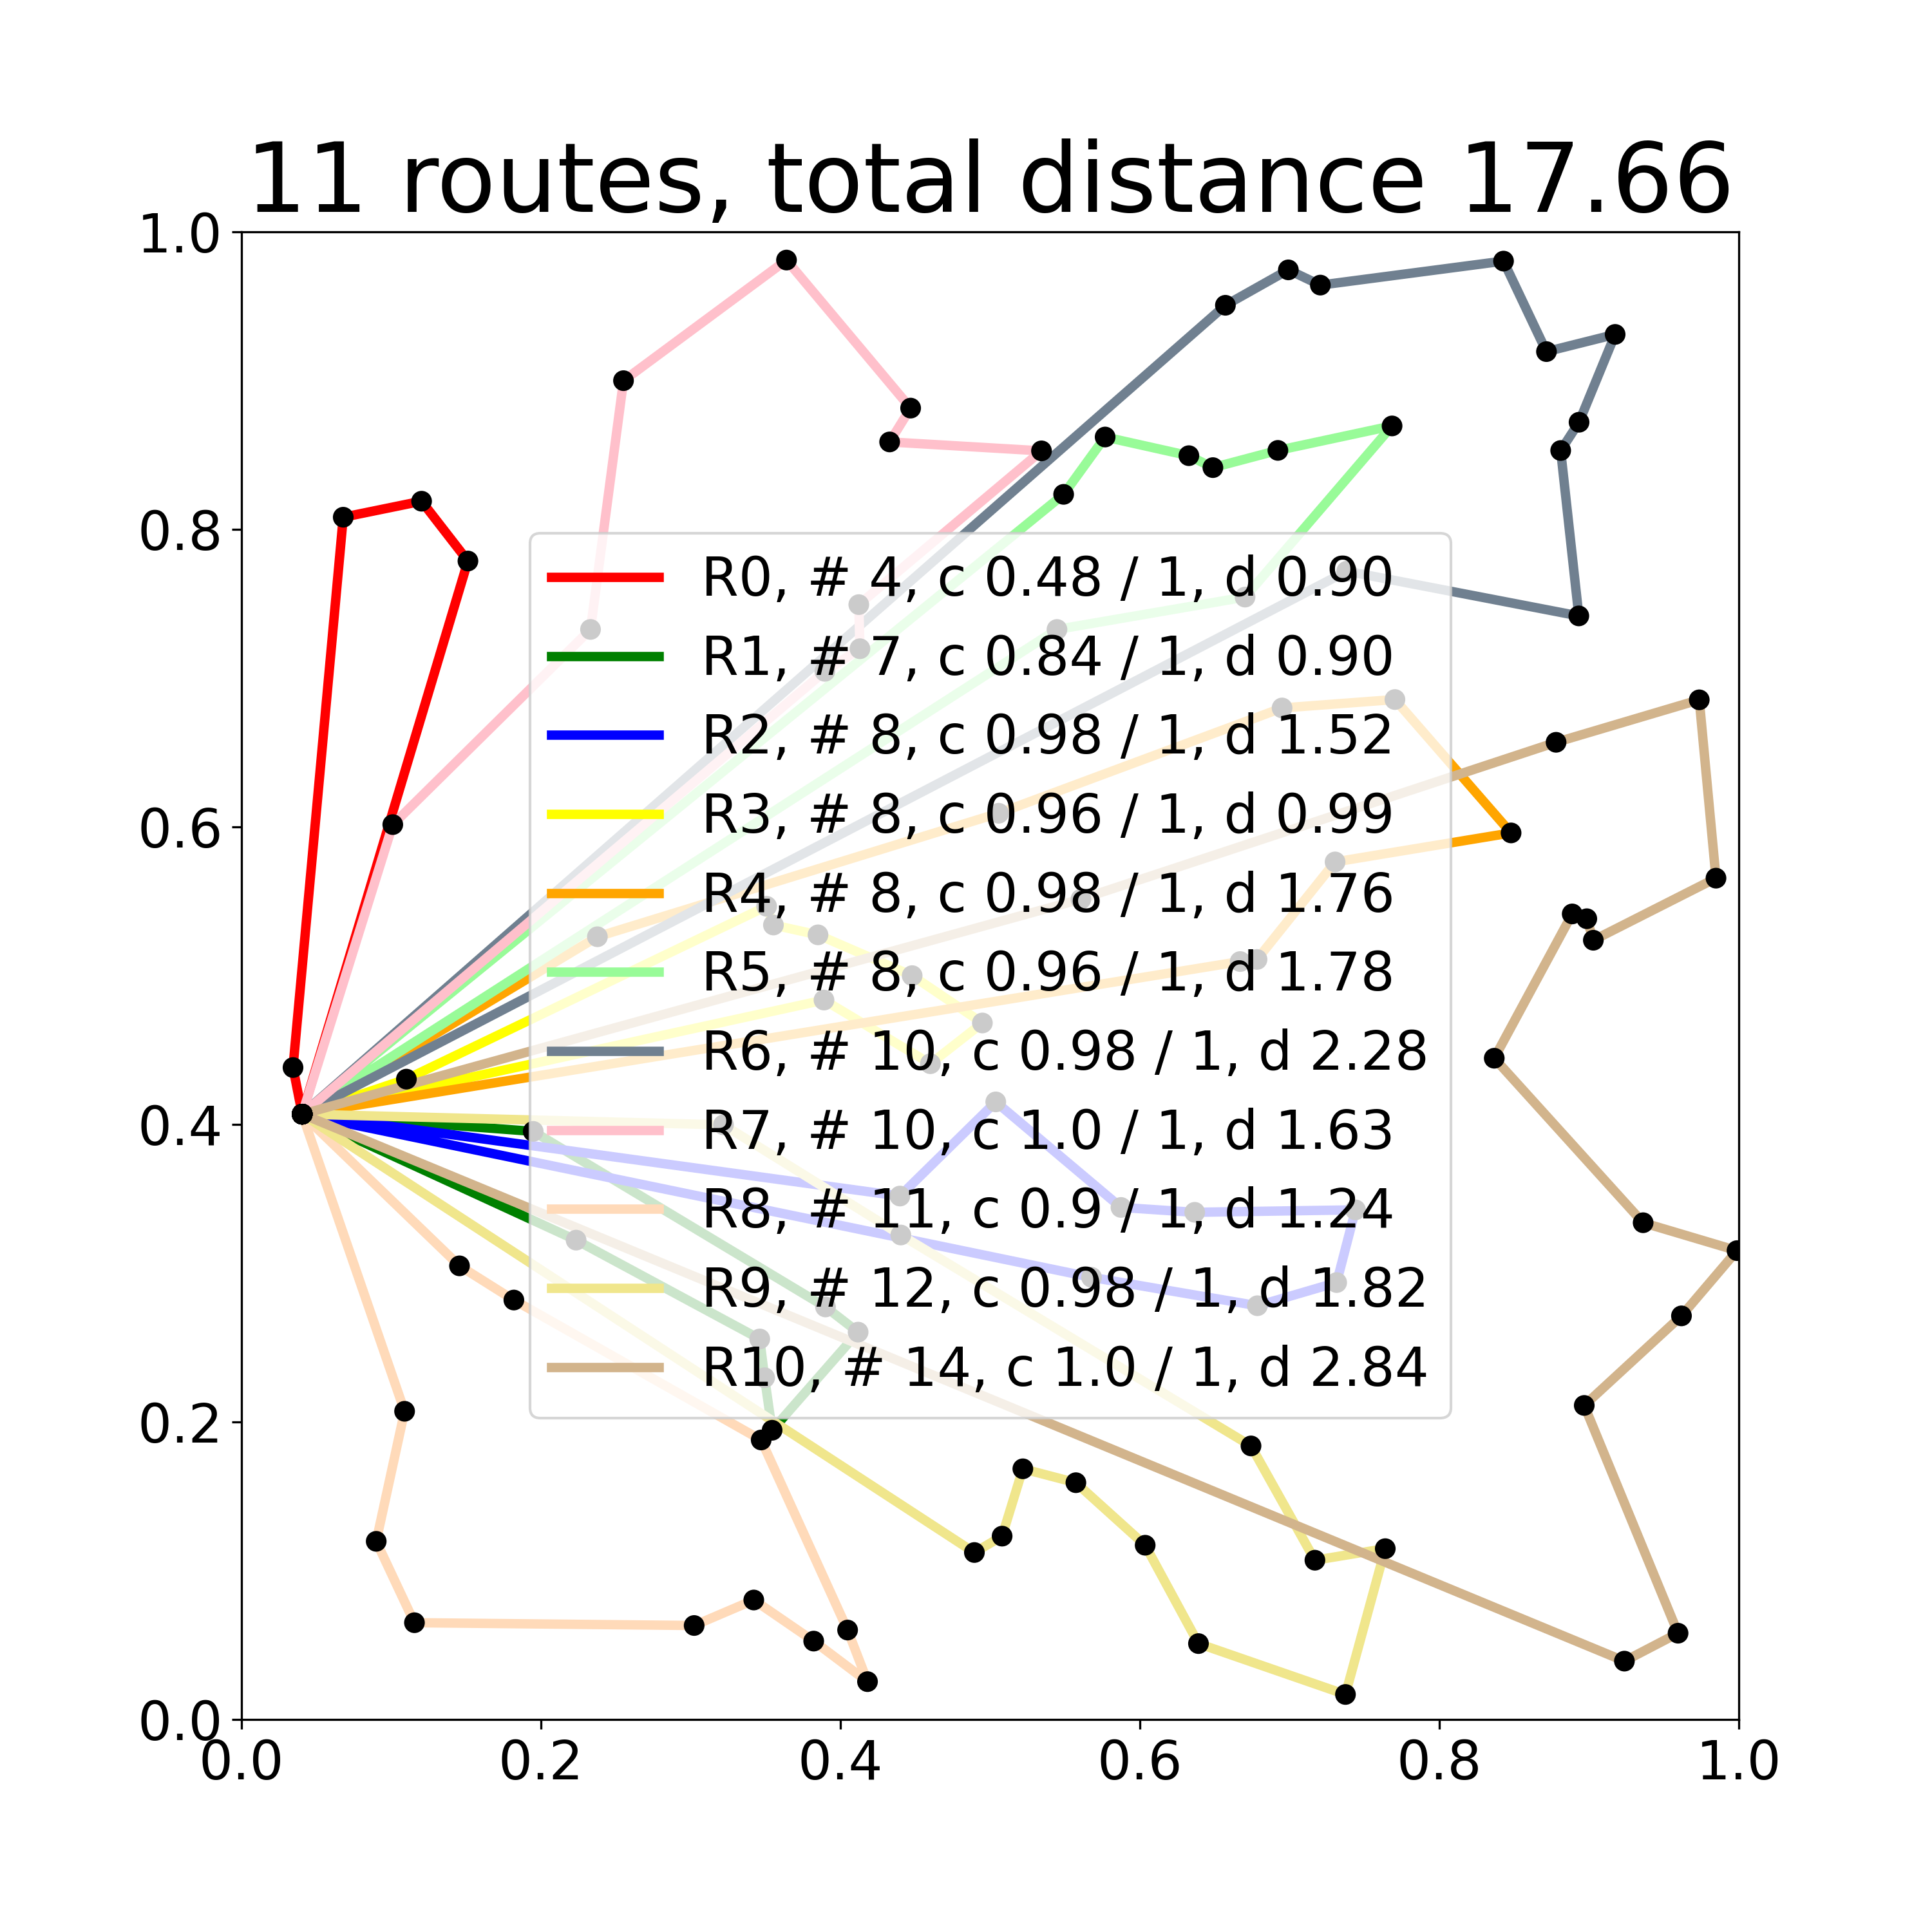 11 routes, total distance 17.66
1.0
0.8
0.6
0.4
0.2
0.0
R0, # 4, c 0.48 / 1, d 0.90
R1, # 7, c 0.84 / 1, d 0.90
R2, # 8, c 0.98 / 1, d 1.52
R3, # 8, c 0.96 / 1, d 0.99
R4, # 8, c 0.98 / 1, d 1.76
R5, # 8, c 0.96 / 1, d 1.78
R6, # 10, c 0.98 / 1, d 2.28
R7, # 10, c 1.0 / 1, d 1.63
R8, # 11, c 0.9 / 1, d 1.24
R9, # 12, c 0.98 / 1, d 1.82
R10, # 14, c 1.0 / 1, d 2.84
0.0 0.2 0.4 0.6 0.8 1.0